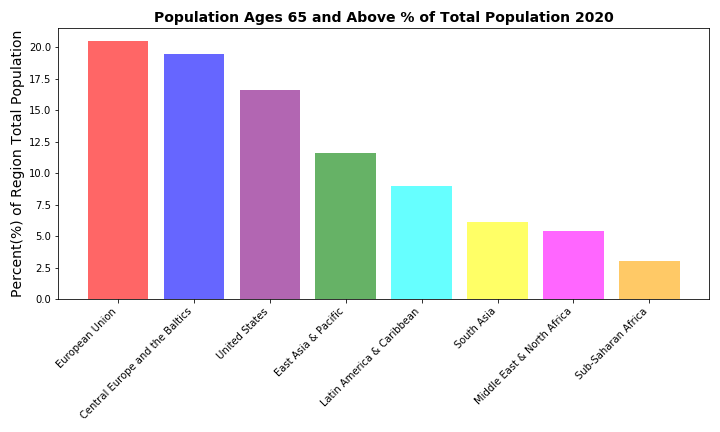 Population Ages 65 and Above % of Total Population 2020
Percent(%) of Region Total Population
20.0
17.5
15.0
12.5
10.0
7.5
5.0
2.5
0.0
European Union
Central Europe and the Baltics
United States
East Asia & Pacific
Latin America & Caribbean
South Asia
Middle East & North Africa
Sub-Saharan Africa